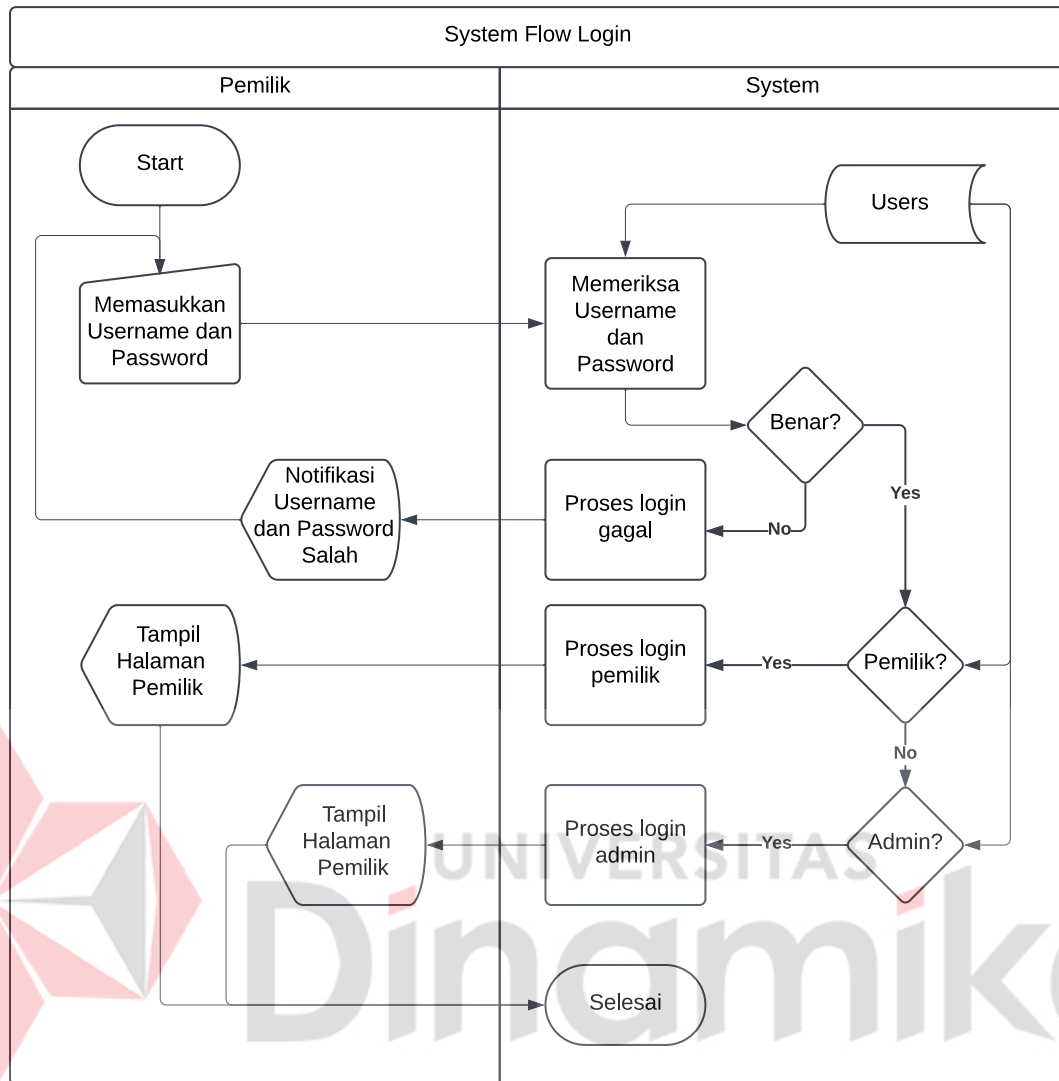 System Flow Login
Pemilik
System
Start
Users
Memasukkan
Username dan
Password
Memeriksa
Username
dan
Password
Benar?
Yes
No
Proses login
gagal
Notifikasi
Username
dan Password
Salah
Tampil
Halaman
Pemilik
Proses login
pemilik
Yes
Pemilik?
No
Tampil
Halaman
Pemilik
Proses login
admin
Yes
Admin?
UNIVERSITAS
Dinamika
Selesai